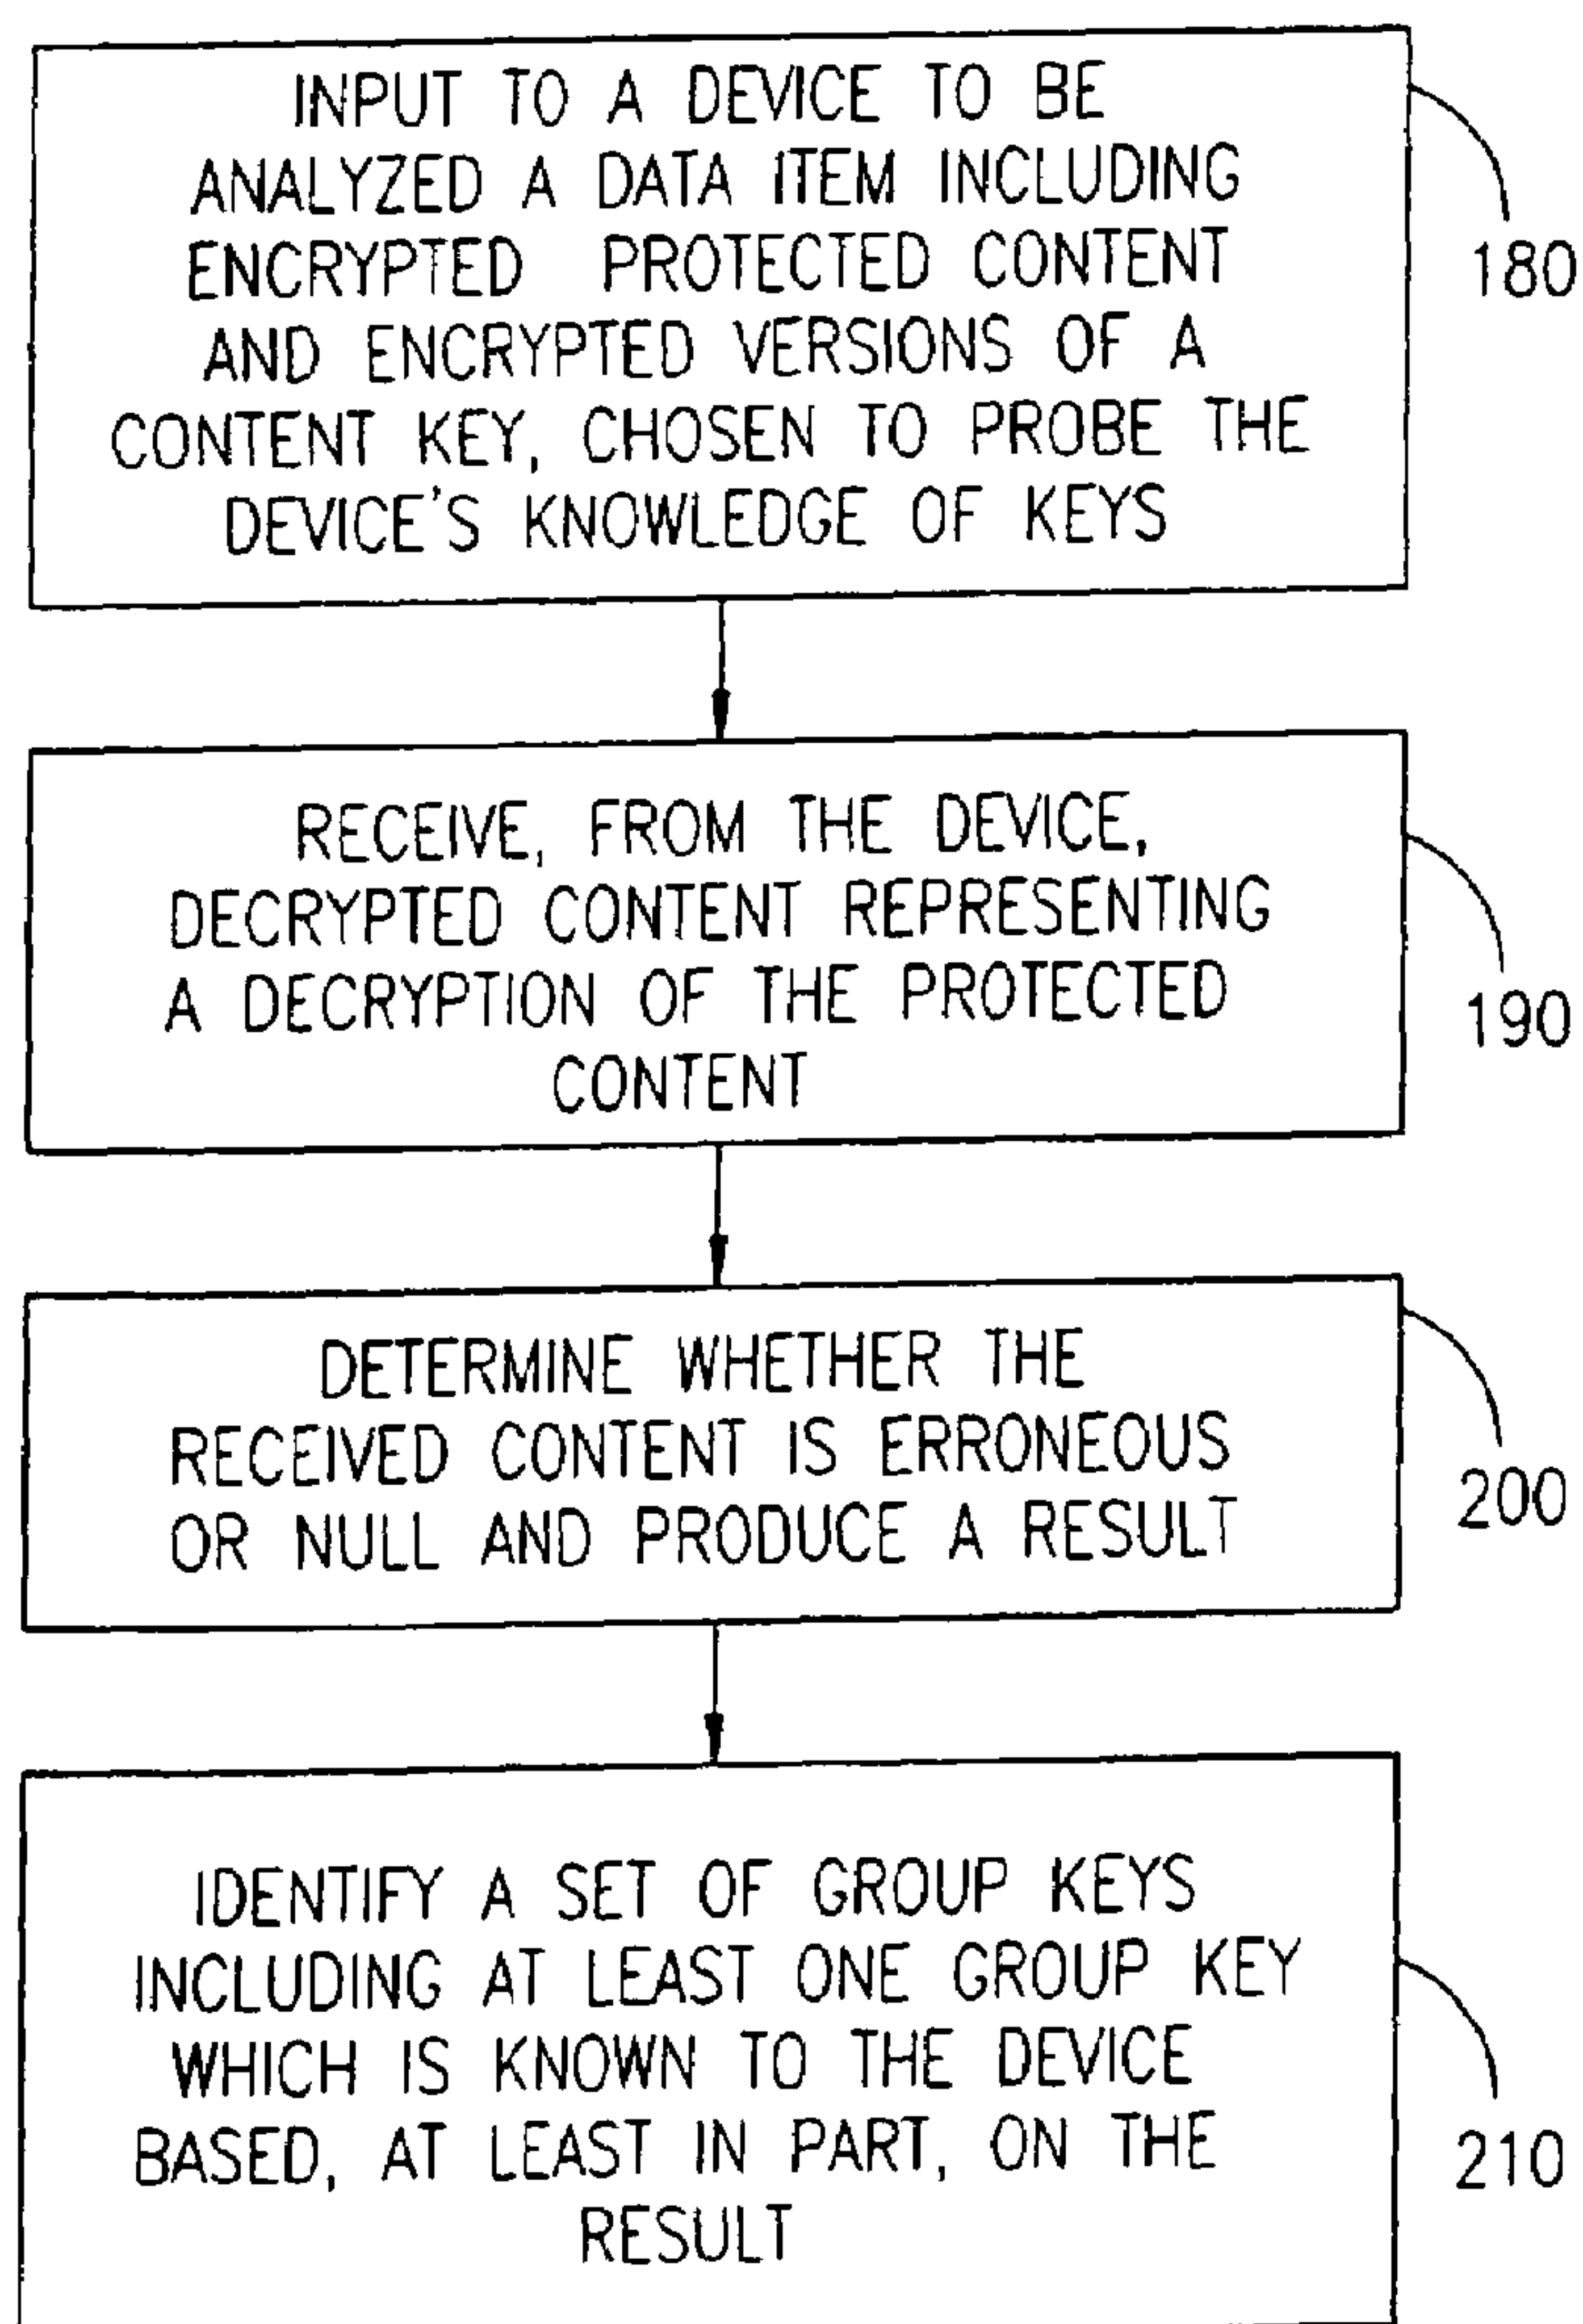 INPUT TO A DEVICE TO BE
ANALYZED A DATA ITEM INCLUDING
ENCRYPTED PROTECTED CONTENT
AND ENCRYPTED VERSIONS OF A
CONTENT KEY, CHOSEN TO PROBE THE
DEVICE'S KNOWLEDGE OF KEYS
180
RECEIVE, FROM THE DEVICE,
DECRYPTED CONTENT REPRESENTING
A DECRYPTION OF THE PROTECTED
CONTENT
190
DETERMINE WHETHER THE
RECEIVED CONTENT IS ERRONEOUS
OR NULL AND PRODUCE A RESULT
200
IDENTIFY A SET OF GROUP KEYS
INCLUDING AT LEAST ONE GROUP KEY
WHICH IS KNOWN TO THE DEVICE
BASED, AT LEAST IN PART, ON THE
RESULT
210